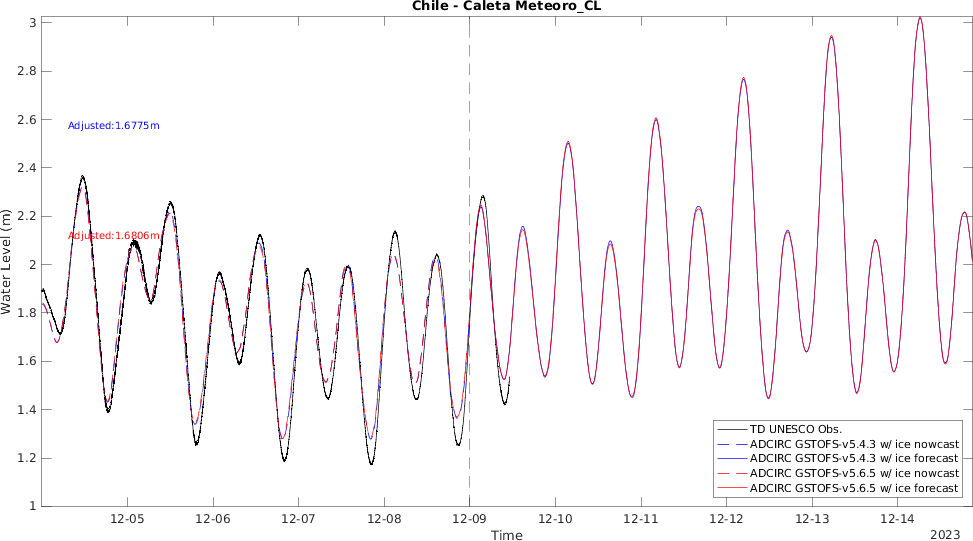 Chile - Caleta Meteoro_CL
3
2.8
2.6
2.4
2.2
2
1.8
1.6
1.4
1.2
1
Water Level (m)
Adjusted:1.6775m
Adjusted:1.6806m
TD UNESCO Obs.
ADCIRC GSTOFS-v5.4.3 w/ ice nowcast
ADCIRC GSTOFS-v5.4.3 w/ ice forecast
ADCIRC GSTOFS-v5.6.5 w/ ice nowcast
ADCIRC GSTOFS-v5.6.5 w/ ice forecast
12-05 12-06 12-07 12-08 12-09 12-10 12-11 12-12 12-13 12-14
Time
2023